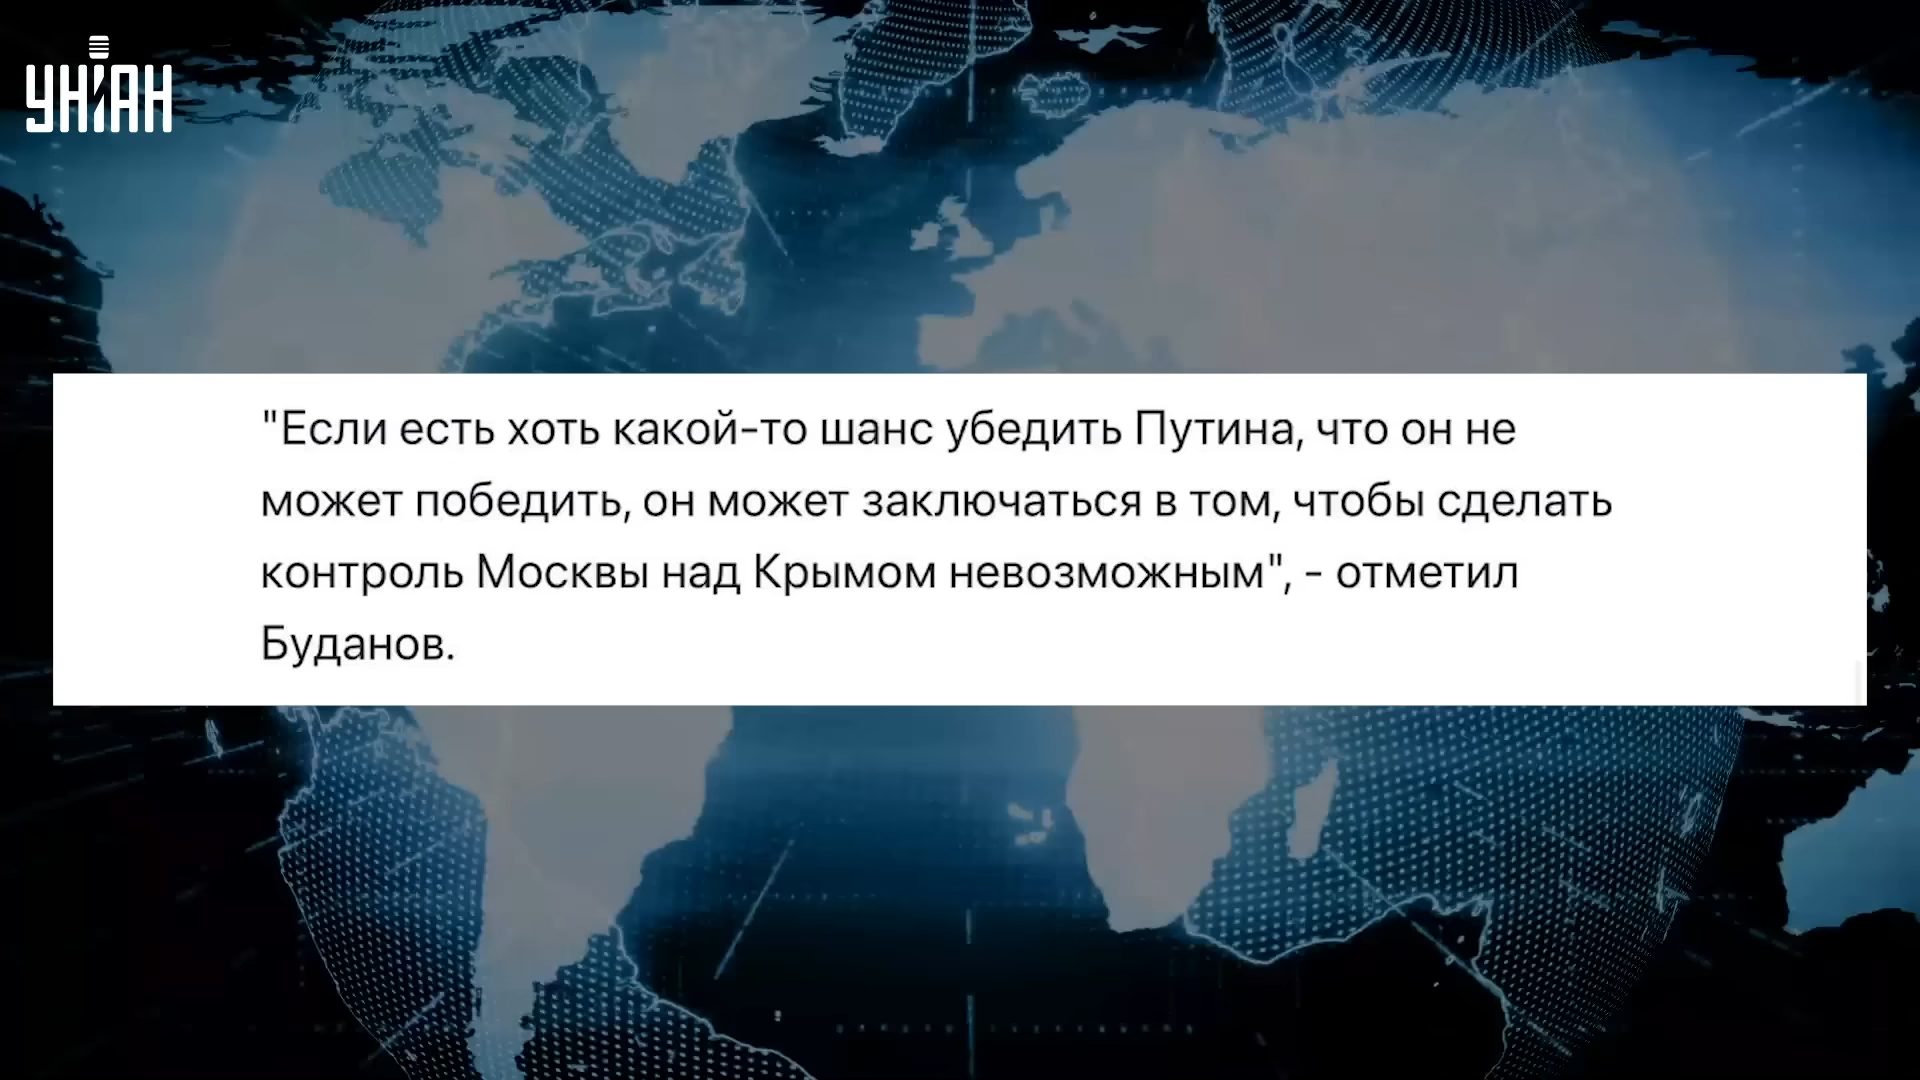 УНІАН
"Если есть хоть какой-то шанс убедить Путина, что он не
может победить, он может заключаться в том, чтобы сделать
контроль Москвы над Крымом невозможным", - отметил
Буданов.